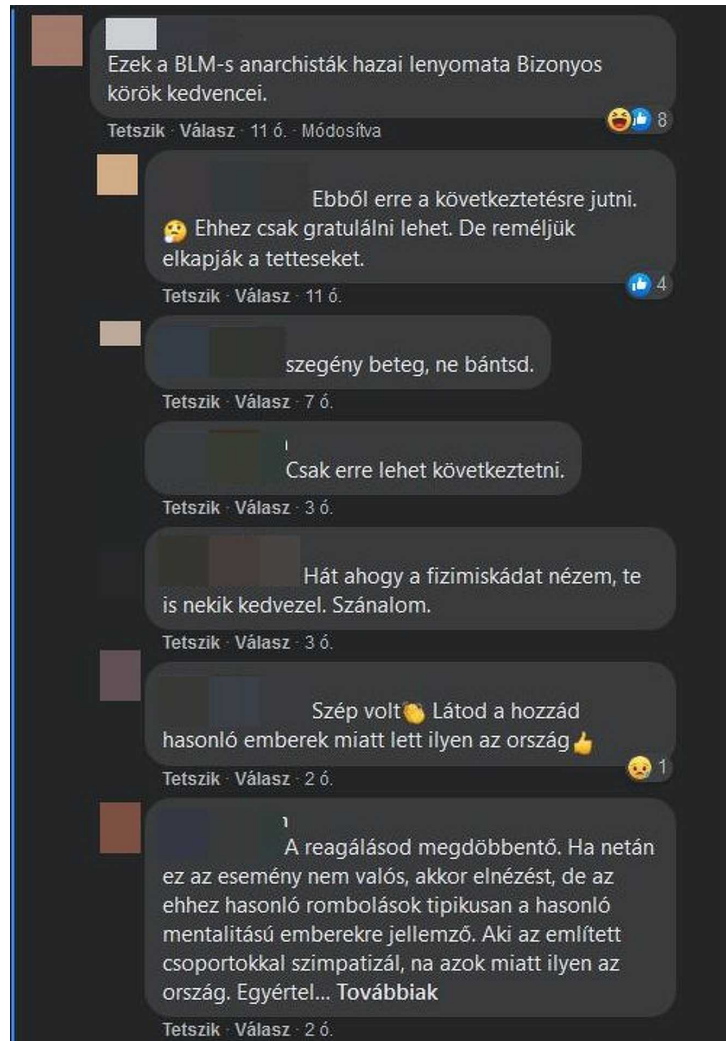 Ezek a BLM-s anarchisták hazai lenyomata Bizonyos
körök kedvencei.
8
Tetszik · Válasz · 11 ó. · Módosítva
Ebből erre a következtetésre jutni.
🤔 Ehhez csak gratulálni lehet. De reméljük
elkapják a tetteseket.
4
Tetszik · Válasz · 11 ó.
szegény beteg, ne bántsd.
Tetszik · Válasz · 7 ó.
Csak erre lehet következtetni.
Tetszik · Válasz · 3 ó.
Hát ahogy a fizimiskádat nézem, te
is nekik kedvezel. Szánalom.
Tetszik · Válasz · 3 ó.
Szép volt👏 Látod a hozzád
hasonló emberek miatt lett ilyen az ország👍
1
Tetszik · Válasz · 2 ó.
A reagálásod megdöbbentő. Ha netán
ez az esemény nem valós, akkor elnézést, de az
ehhez hasonló rombolások tipikusan a hasonló
mentalitású emberekre jellemző. Aki az említett
csoportokkal szimpatizál, na azok miatt ilyen az
ország. Egyértel... Továbbiak
Tetszik · Válasz · 2 ó.